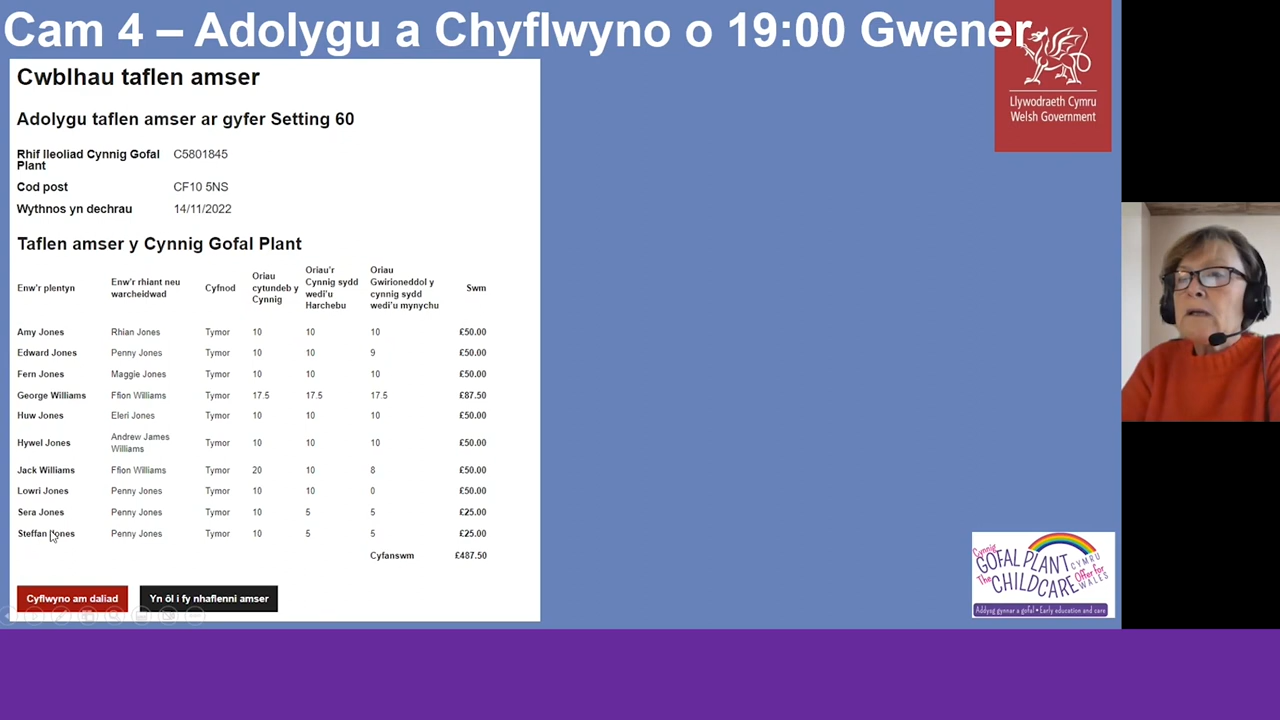 Cam 4 – Adolygu a Chyflwyno o 19:00 Gwener
Llywodraeth Cymru
Welsh Government
Cwblhau taflen amser
Adolygu taflen amser ar gyfer Setting 60
Rhif lleoliad Cynnig Gofal Plant C5801845
Cod post CF10 5NS
Wythnos yn dechrau 14/11/2022
Taflen amser y Cynnig Gofal Plant
Enw'r plentyn Enw'r rhiant neu warcheidwad Cyfnod Oriau cytundeb y Cynnig Oriau'r Cynnig sydd wedi'u Harchebu Oriau Gwirioneddol y cynnig sydd wedi'u mynychu Swm
Amy Jones Rhian Jones Tymor 10 10 10 £50.00
Edward Jones Penny Jones Tymor 10 10 9 £50.00
Fern Jones Maggie Jones Tymor 10 10 10 £50.00
George Williams Ffion Williams Tymor 17.5 17.5 17.5 £87.50
Huw Jones Eleri Jones Tymor 10 10 10 £50.00
Hywel Jones Andrew James Williams Tymor 10 10 10 £50.00
Jack Williams Ffion Williams Tymor 20 10 8 £50.00
Lowri Jones Penny Jones Tymor 10 10 0 £50.00
Sera Jones Penny Jones Tymor 10 5 5 £25.00
Steffan Jones Penny Jones Tymor 10 5 5 £25.00
Cyfanswm £487.50
Cyflwyno am daliad Yn ôl i fy nhaflenni amser
Cynnig
GOFAL PLANT CYMRU
The CHILDCARE Offer for WALES
Addysg gynnar a gofal • Early education and care